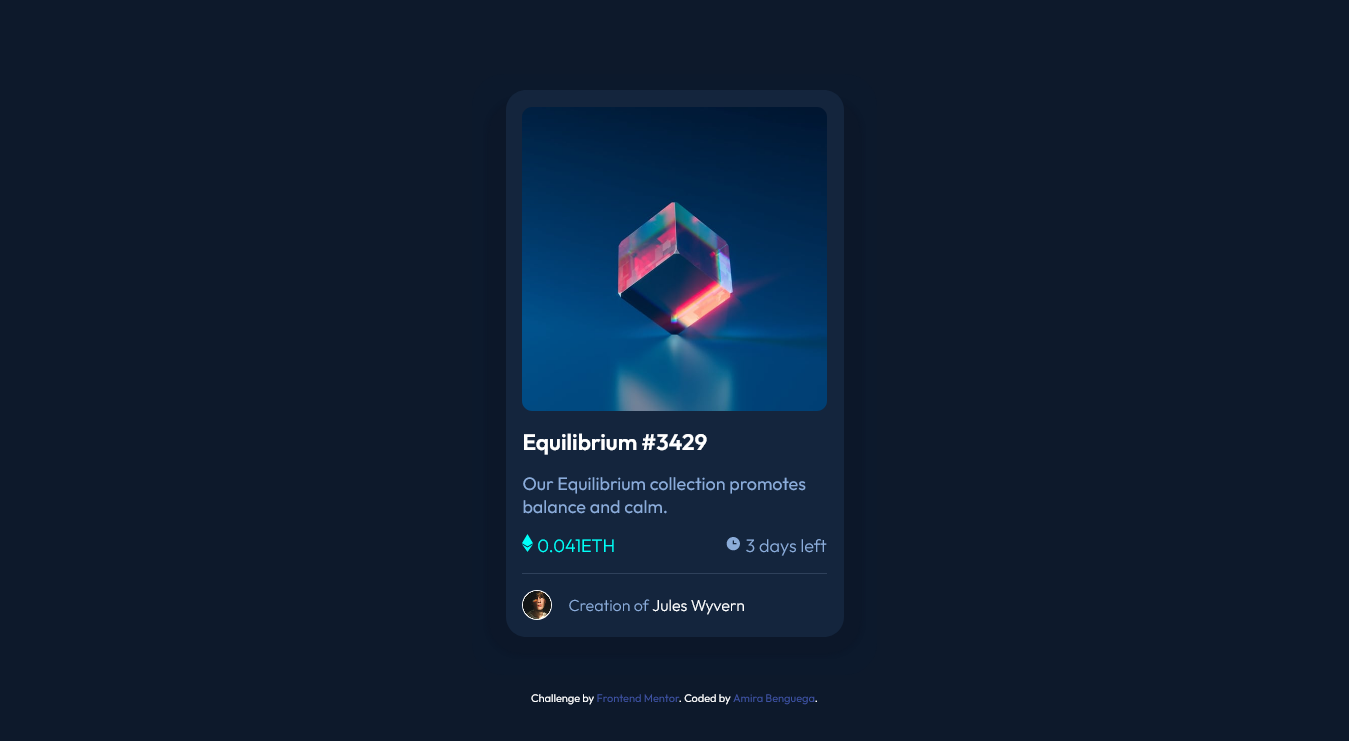 Equilibrium #3429
Our Equilibrium collection promotes
balance and calm.
0.041ETH
3 days left
Creation of Jules Wyvern
Challenge by Frontend Mentor. Coded by Amira Benguega.